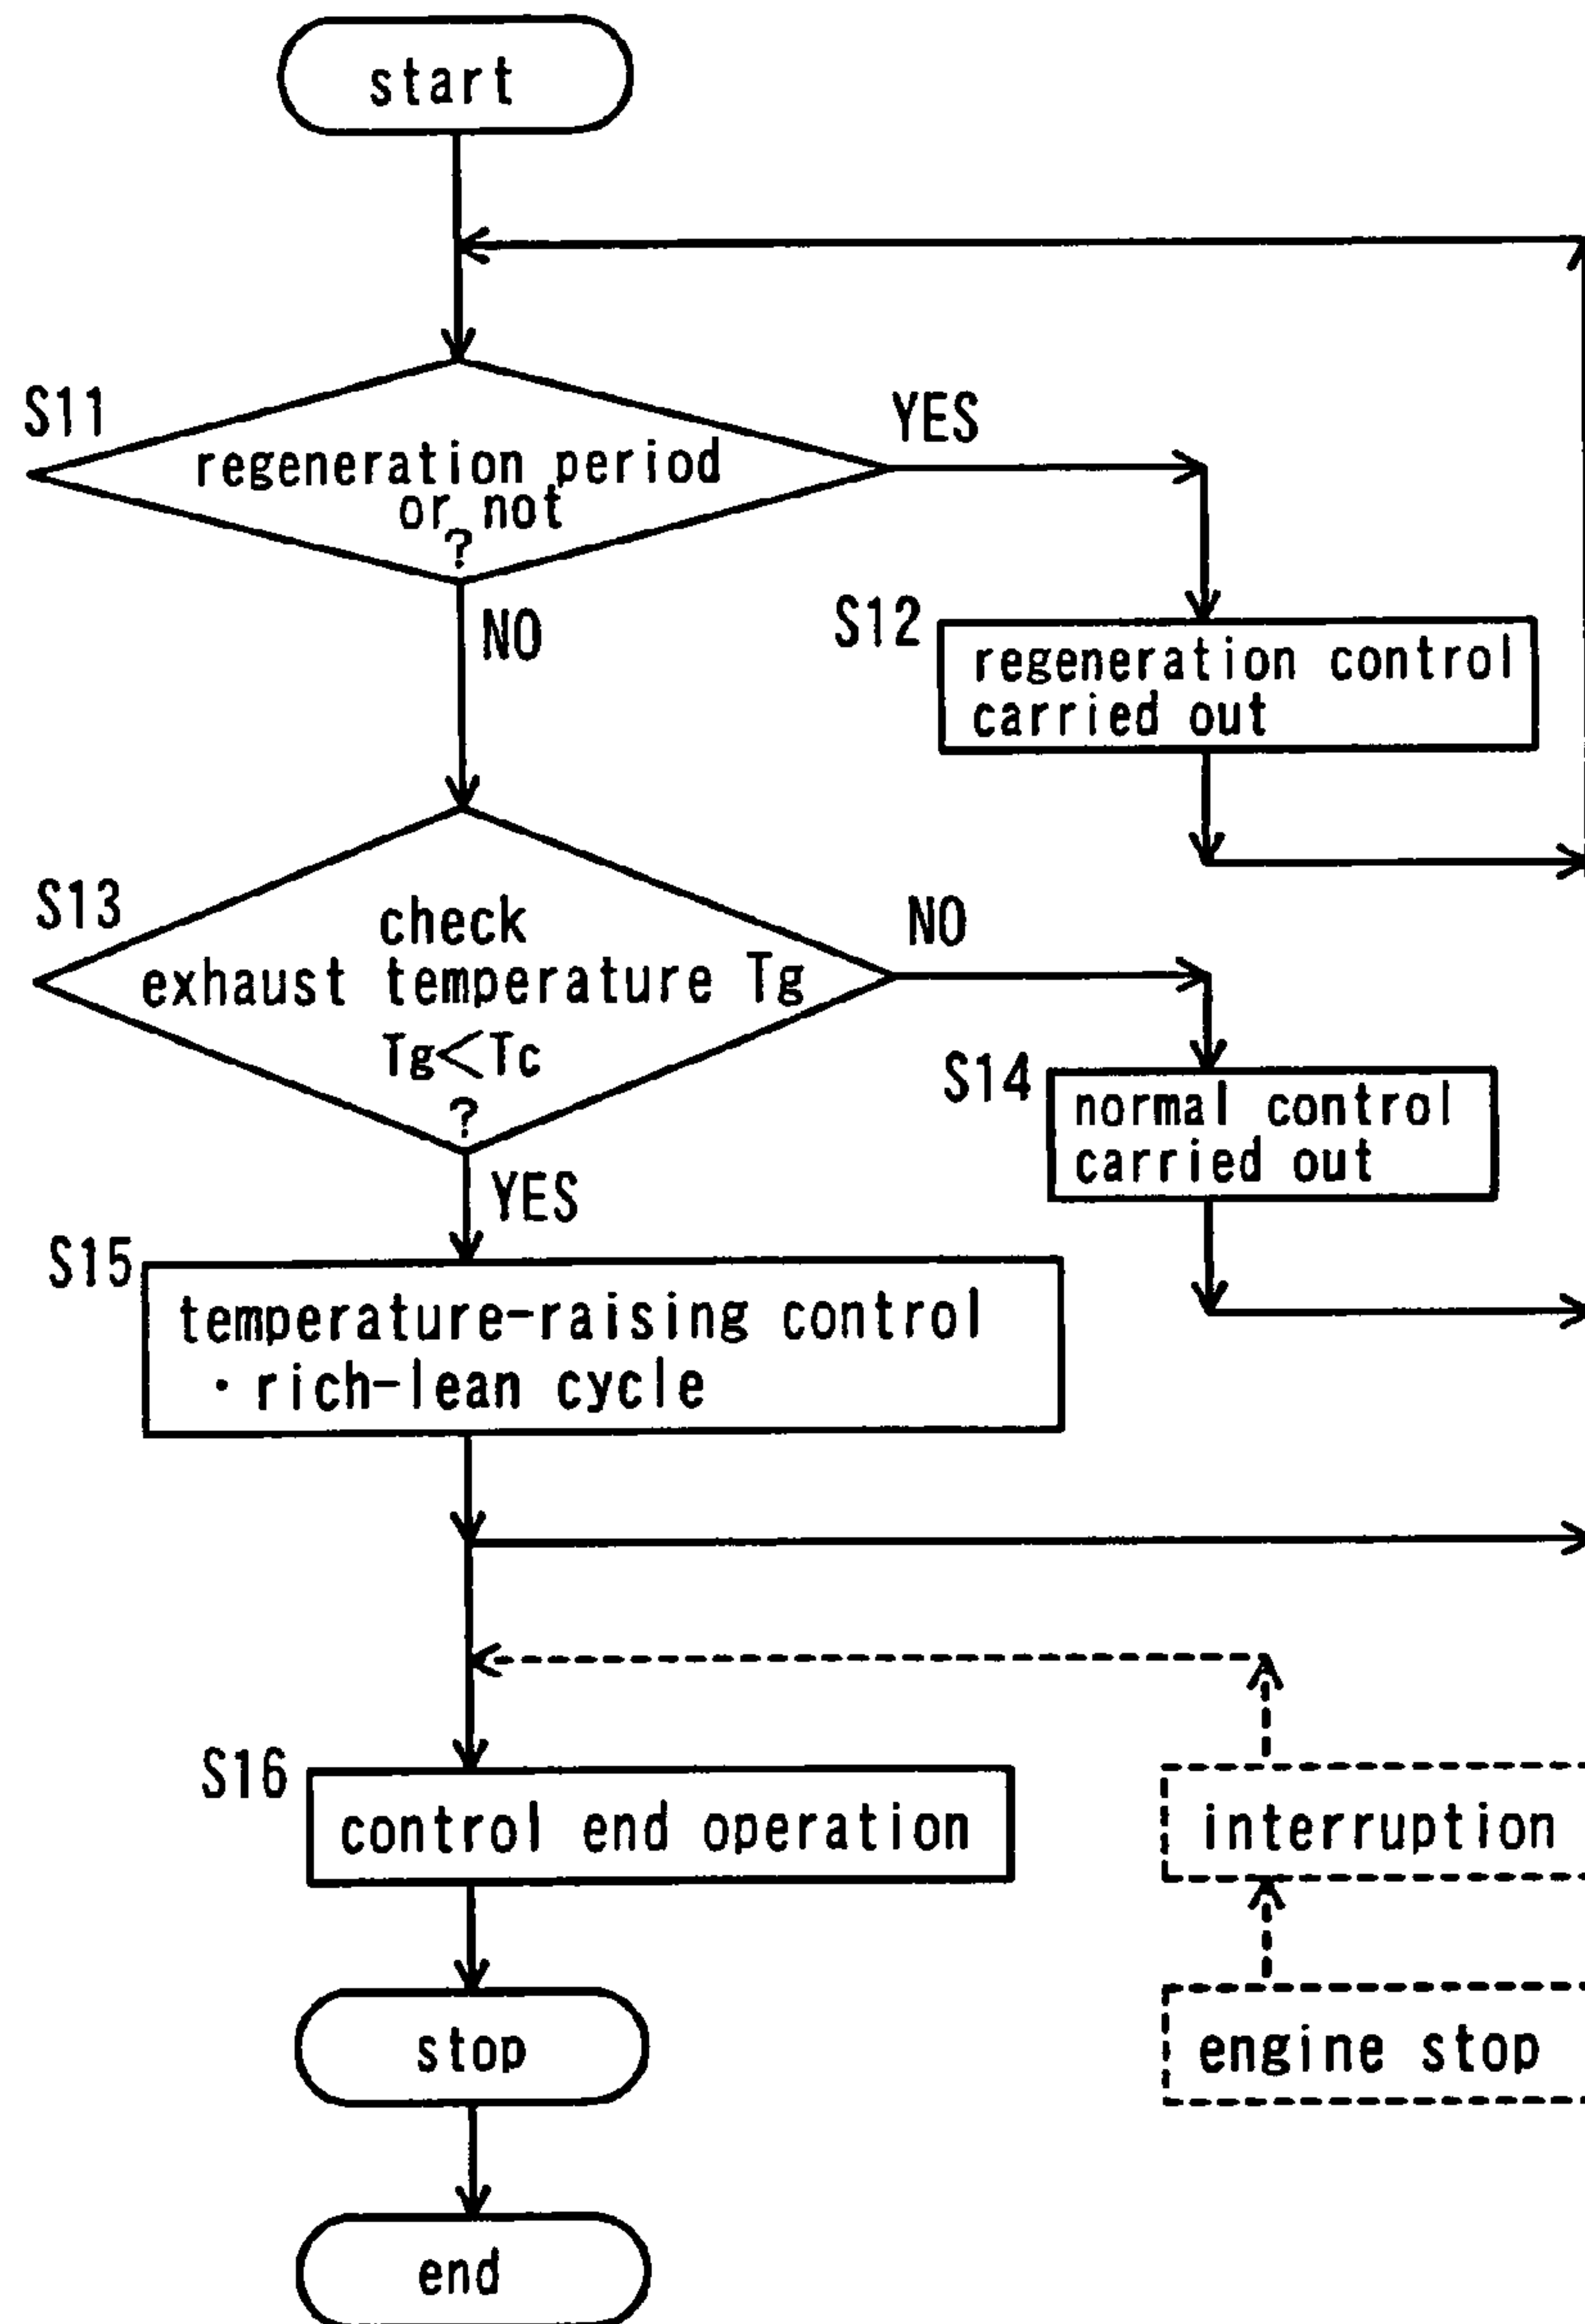 start
S11
YES
regeneration period
or not
?
NO
S12
regeneration control
carried out
S13
NO
check
exhaust temperature Tg
Tg<Tc
?
S14
normal control
carried out
YES
S15
temperature-raising control
・rich-lean cycle
S16
control end operation
interruption
stop
engine stop
end